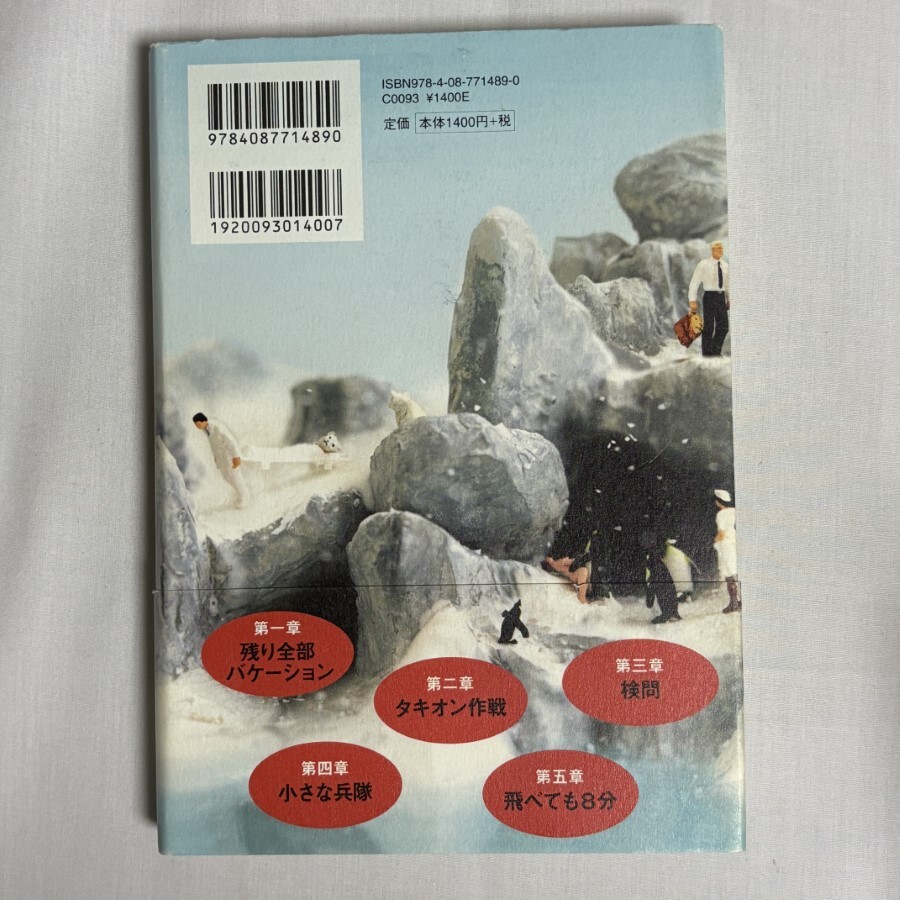 ISBN978-4-08-771489-0
C0093 ¥1400E
定価 本体1400円+税
9784087714890
1920093014007
第一章
残り全部
バケーション
第二章
タキオン作戦
第三章
検問
第四章
小さな兵隊
第五章
飛べても8分